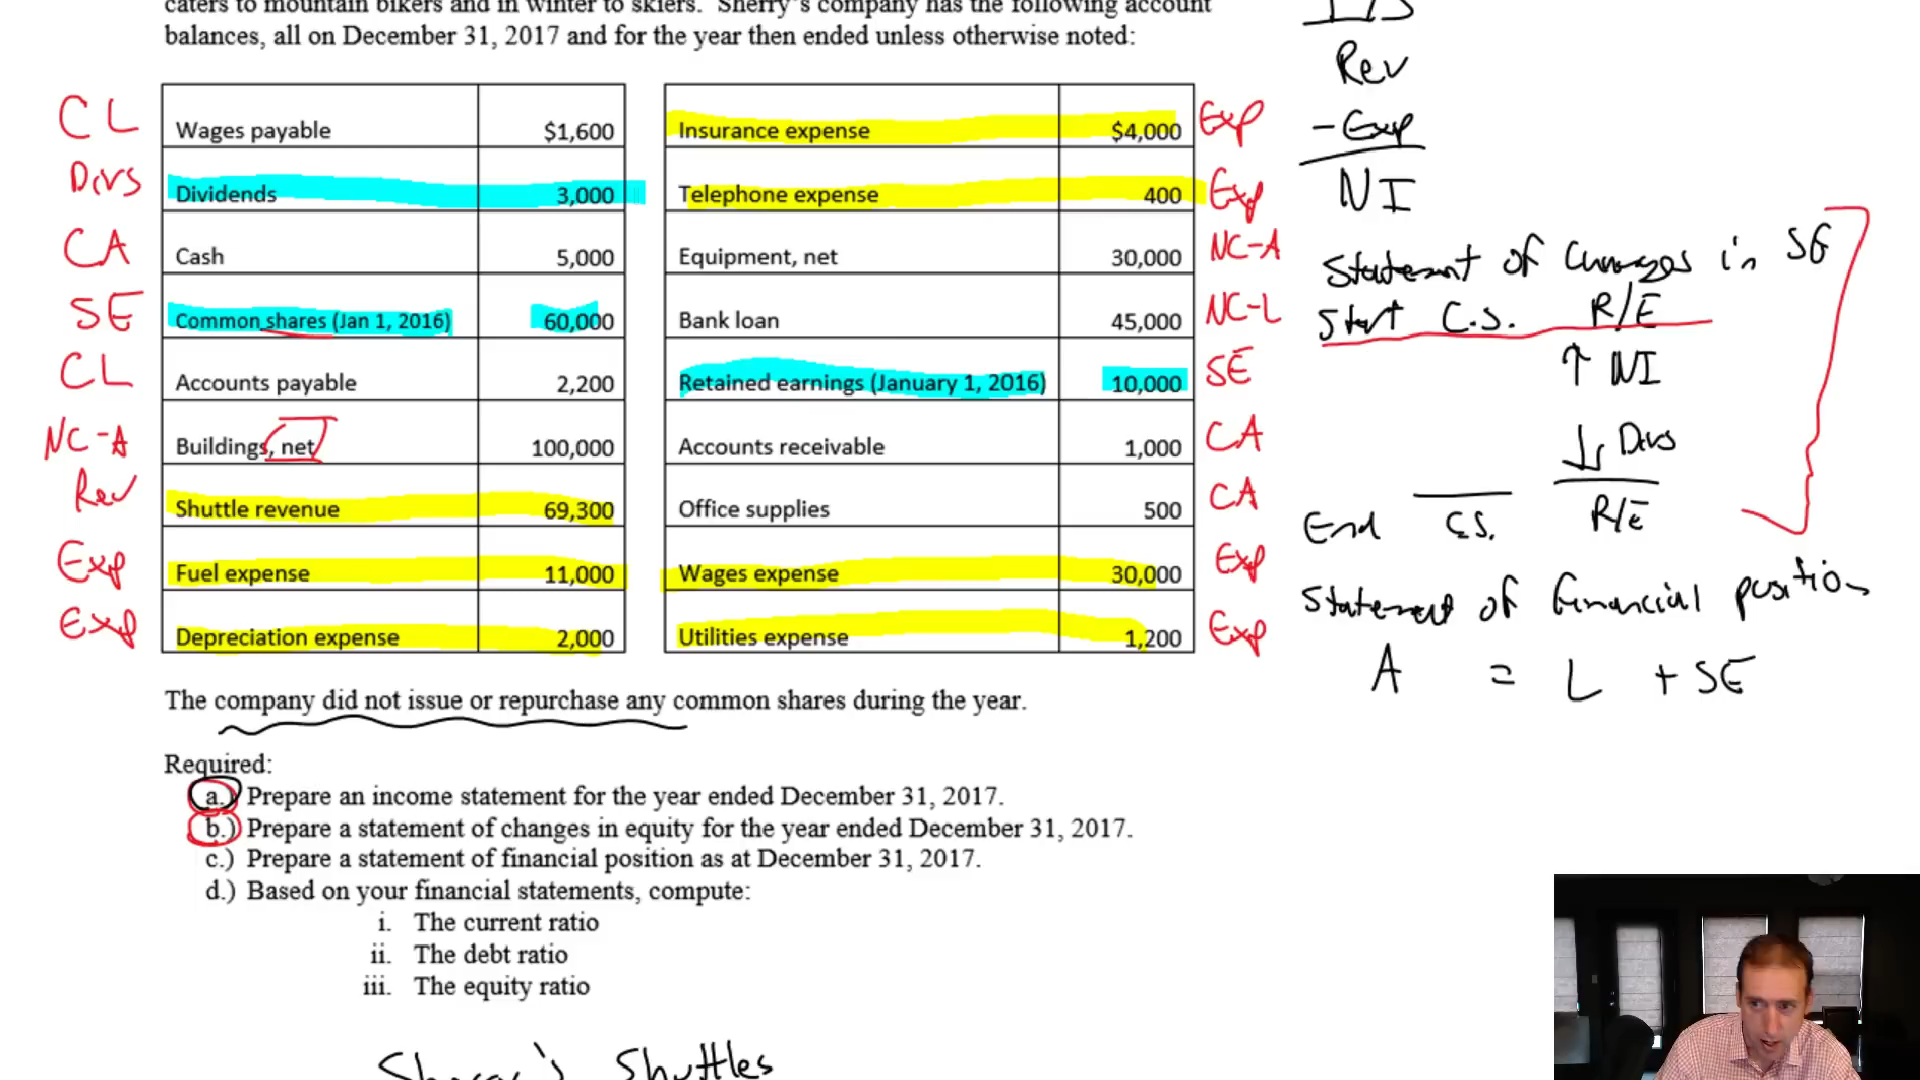 caters to mountain bikers and in winter to skiers. Sherry's company has the following account
balances, all on December 31, 2017 and for the year then ended unless otherwise noted:
CL Wages payable $1,600 Insurance expense $4,000 Exp
Divs Dividends 3,000 Telephone expense 400 Exp
CA Cash 5,000 Equipment, net 30,000 NC-A
SE Common shares (Jan 1, 2016) 60,000 Bank loan 45,000 NC-L
CL Accounts payable 2,200 Retained earnings (January 1, 2016) 10,000 SE
NC-A Buildings, net 100,000 Accounts receivable 1,000 CA
Rev Shuttle revenue 69,300 Office supplies 500 CA
Exp Fuel expense 11,000 Wages expense 30,000 Exp
Exp Depreciation expense 2,000 Utilities expense 1,200 Exp
The company did not issue or repurchase any common shares during the year.
Required:
a.) Prepare an income statement for the year ended December 31, 2017.
b.) Prepare a statement of changes in equity for the year ended December 31, 2017.
c.) Prepare a statement of financial position as at December 31, 2017.
d.) Based on your financial statements, compute:
i. The current ratio
ii. The debt ratio
iii. The equity ratio
Sherry's Shuttles
I/S
Rev
- Exp
NI
Statement of Changes in SE
Start C.S. R/E
↑ NI
↓ Divs
End C.S. R/E
Statement of financial position
A = L + SE